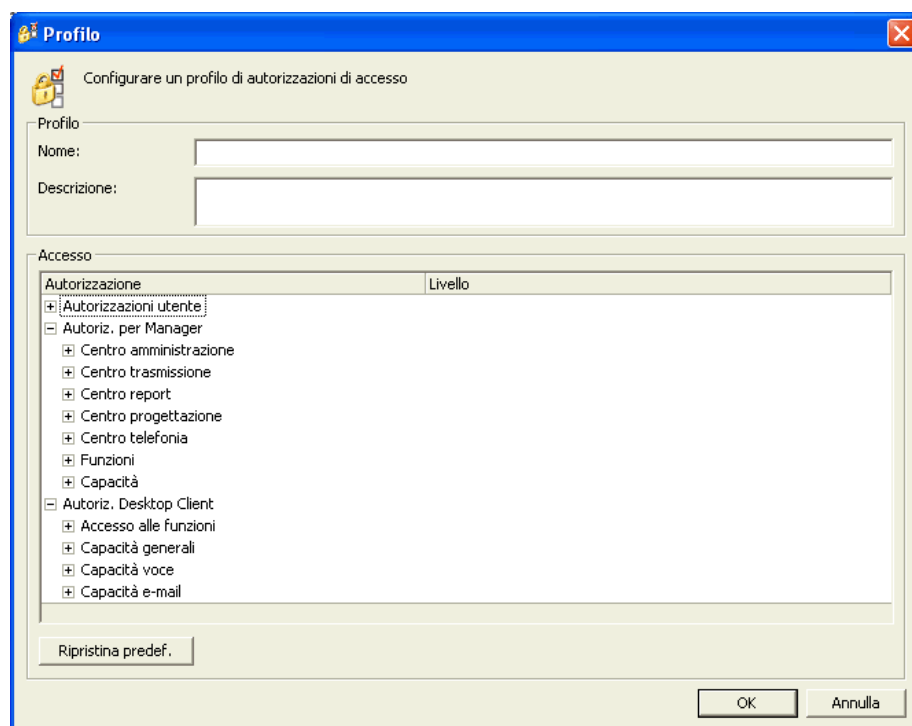 Profilo
Configurare un profilo di autorizzazioni di accesso
Profilo
Nome:
Descrizione:
Accesso
Autorizzazione Livello
Autorizzazioni utente
Autoriz. per Manager
Centro amministrazione
Centro trasmissione
Centro report
Centro progettazione
Centro telefonia
Funzioni
Capacità
Autoriz. Desktop Client
Accesso alle funzioni
Capacità generali
Capacità voce
Capacità e-mail
Ripristina predef.
OK Annulla